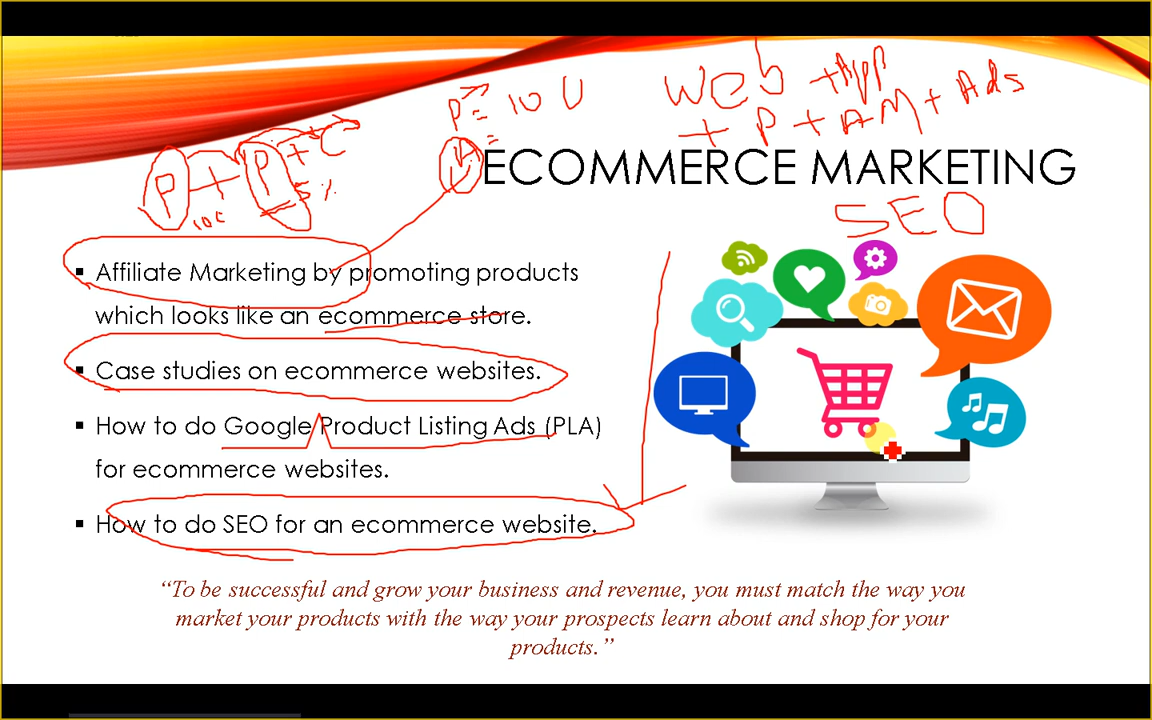 P = 10 U
Web + App
+ P + AM + Ads
P + P + C
5 %
ECOMMERCE MARKETING
SEO
▪ Affiliate Marketing by promoting products
which looks like an ecommerce store.
▪ Case studies on ecommerce websites.
▪ How to do Google Product Listing Ads (PLA)
for ecommerce websites.
▪ How to do SEO for an ecommerce website.
“To be successful and grow your business and revenue, you must match the way you
market your products with the way your prospects learn about and shop for your
products.”